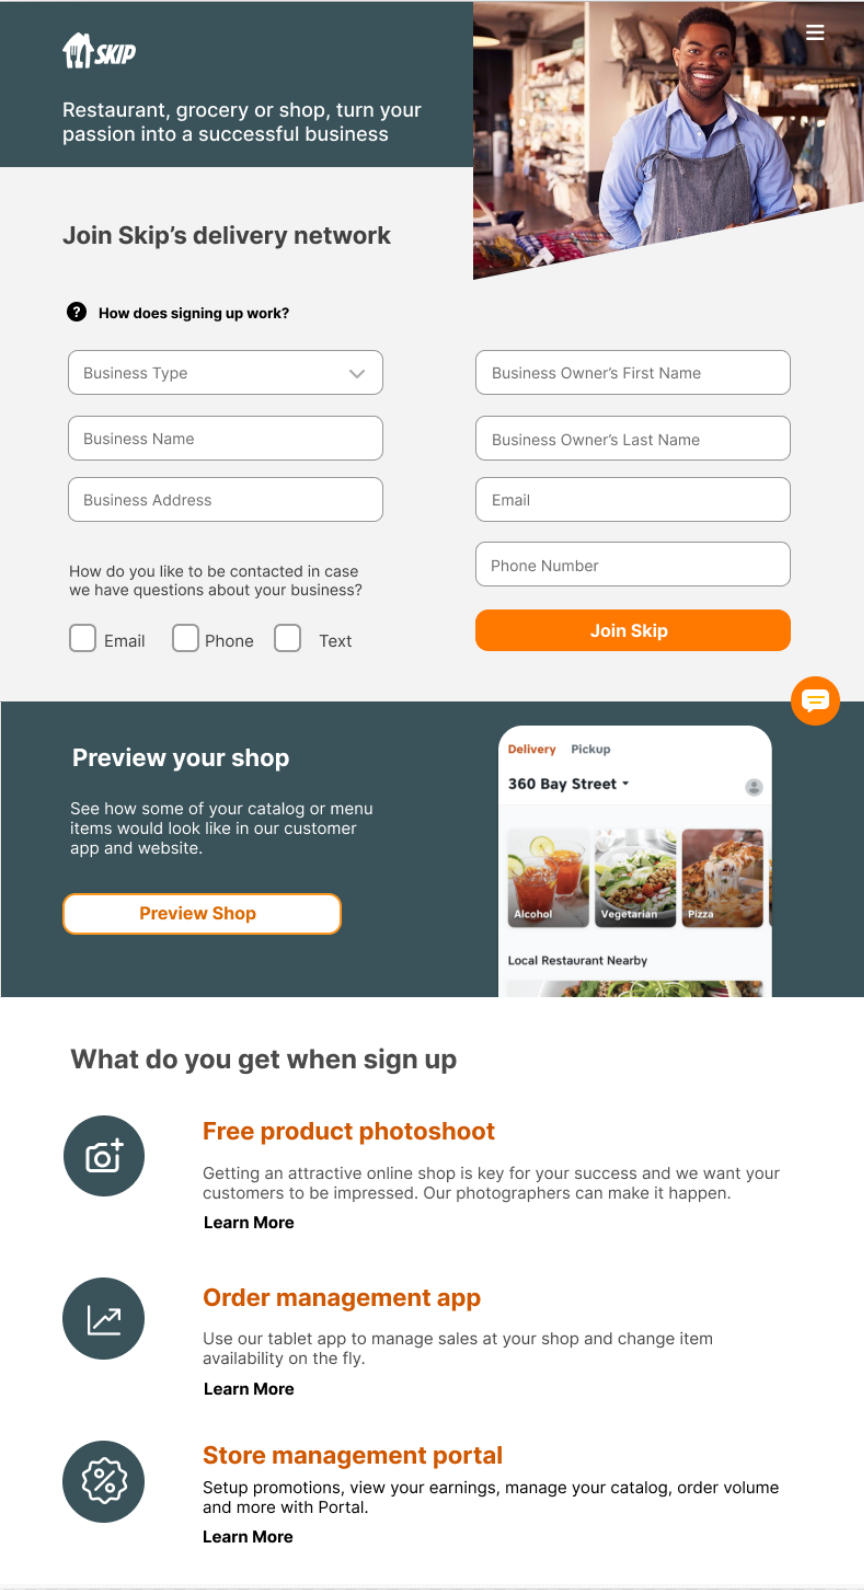 SKIP
Restaurant, grocery or shop, turn your
passion into a successful business
Join Skip's delivery network
? How does signing up work?
Business Type
Business Name
Business Address
How do you like to be contacted in case
we have questions about your business?
Email
Phone
Text
Business Owner's First Name
Business Owner's Last Name
Email
Phone Number
Join Skip
Preview your shop
See how some of your catalog or menu
items would look like in our customer
app and website.
Preview Shop
Delivery Pickup
360 Bay Street
Alcohol
Vegetarian
Pizza
Local Restaurant Nearby
What do you get when sign up
Free product photoshoot
Getting an attractive online shop is key for your success and we want your
customers to be impressed. Our photographers can make it happen.
Learn More
Order management app
Use our tablet app to manage sales at your shop and change item
availability on the fly.
Learn More
Store management portal
Setup promotions, view your earnings, manage your catalog, order volume
and more with Portal.
Learn More